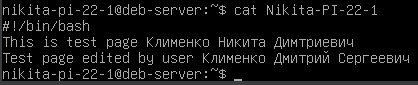 nikita-pi-22-1@deb-server:~$ cat Nikita-PI-22-1
#!/bin/bash
This is test page Клименко Никита Димтриевич
Test page edited by user Клименко Дмитрий Сергеевич
nikita-pi-22-1@deb-server:~$ _